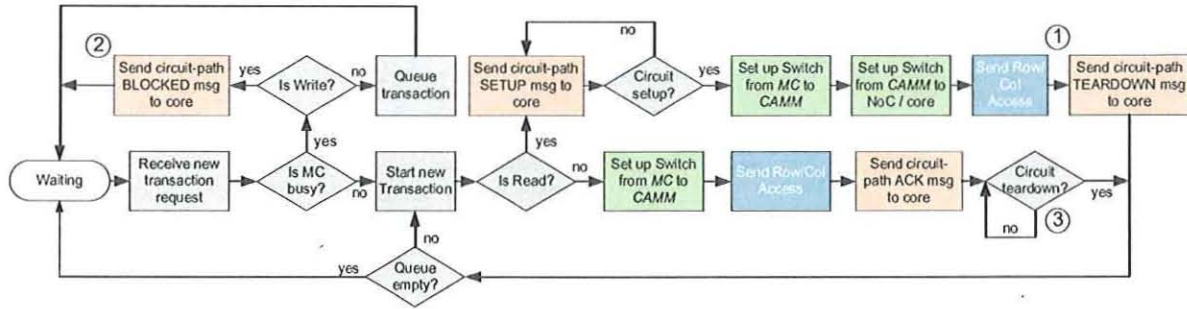 ②
Send circuit-path
BLOCKED msg
to core
yes
Is Write?
no
Queue
transaction
Send circuit-path
SETUP msg to
core
no
Circuit
setup?
yes
Set up Switch
from MC to
CAMM
Set up Switch
from CAMM to
NoC / core
Send Row/
Col
Access
①
Send circuit-path
TEARDOWN msg
to core
yes
yes
Waiting
Receive new
transaction
request
Is MC
busy?
no
Start new
Transaction
Is Read?
no
Set up Switch
from MC to
CAMM
Send Row/Col
Access
Send circuit-
path ACK msg
to core
Circuit
teardown?
yes
no
③
no
yes
Queue
empty?